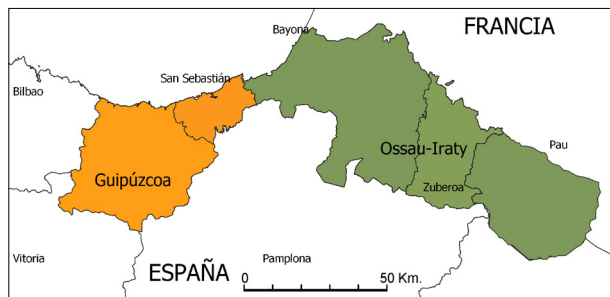 FRANCIA
Bayona
San Sebastián
Bilbao
Ossau-Iraty
Pau
Guipúzcoa
Zuberoa
Vitoria
ESPAÑA
Pamplona
0 50 Km.